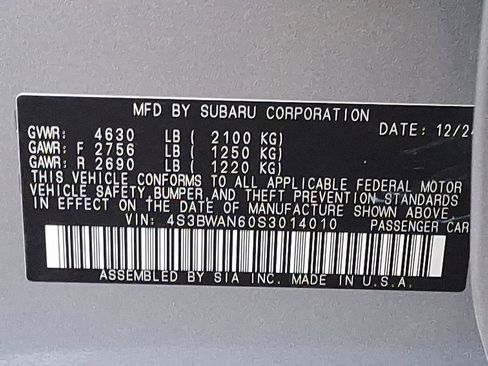 MFD BY SUBARU CORPORATION
GVWR: 4630 LB ( 2100 KG) DATE: 12/24
GAWR: F 2756 LB ( 1250 KG)
GAWR: R 2690 LB ( 1220 KG)
THIS VEHICLE CONFORMS TO ALL APPLICABLE FEDERAL MOTOR
VEHICLE SAFETY, BUMPER, AND THEFT PREVENTION STANDARDS
IN EFFECT ON THE DATE OF MANUFACTURE SHOWN ABOVE.
VIN: 4S3BWAN60S3014010 PASSENGER CAR
ASSEMBLED BY SIA INC. MADE IN U.S.A.